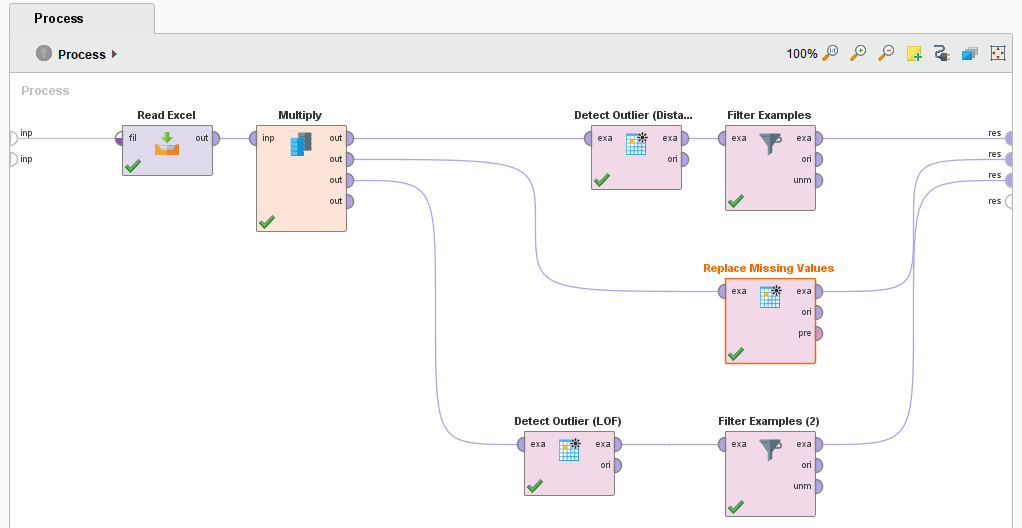 Process
Process
100%
Process
inp
inp
Read Excel
fil out
Multiply
inp out
out
out
out
Detect Outlier (Dista...
exa exa
ori
Filter Examples
exa exa
ori
unm
res
res
res
res
Replace Missing Values
exa exa
ori
pre
Detect Outlier (LOF)
exa exa
ori
Filter Examples (2)
exa exa
ori
unm